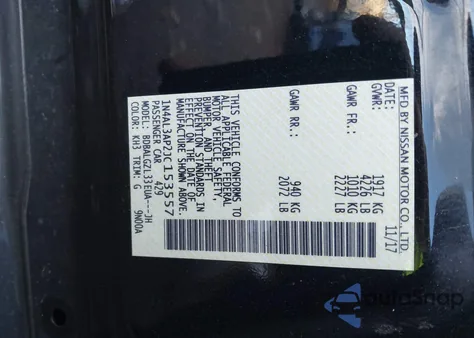 MFD BY NISSAN MOTOR CO., LTD.
DATE: 11/17
GVWR: 1917 KG
4226 LB
GAWR FR: 1010 KG
2227 LB
GAWR RR: 940 KG
2072 LB
THIS VEHICLE CONFORMS TO
ALL APPLICABLE FEDERAL
MOTOR VEHICLE SAFETY,
BUMPER, AND THEFT
PREVENTION STANDARDS IN
EFFECT ON THE DATE OF
MANUFACTURE SHOWN ABOVE.
1N4AL3AP2JC153557
PASSENGER CAR 429
MODEL: BDBALGZL33EUA---JH
COLOR: KH3 TRIM: G 9N00A
autoSnap